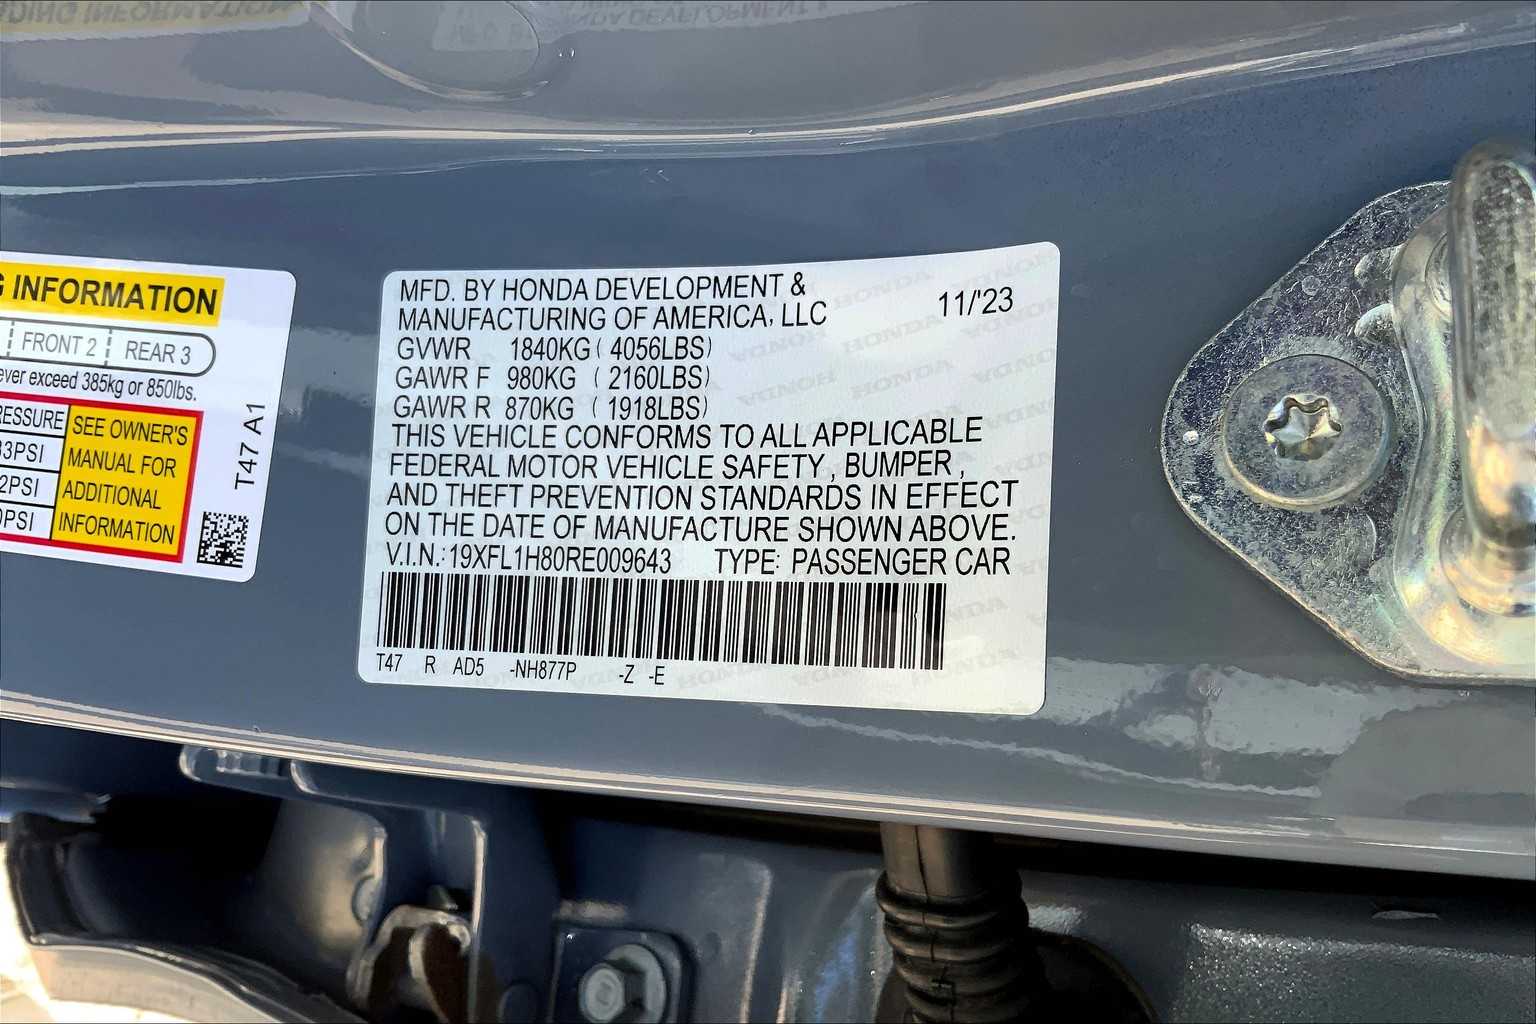 G INFORMATION
FRONT 2 REAR 3
ever exceed 385kg or 850lbs.
RESSURE
33PSI
2PSI
0PSI
SEE OWNER'S
MANUAL FOR
ADDITIONAL
INFORMATION
T47 A1
MFD. BY HONDA DEVELOPMENT &
MANUFACTURING OF AMERICA, LLC
11/'23
GVWR 1840KG ( 4056LBS)
GAWR F 980KG ( 2160LBS)
GAWR R 870KG ( 1918LBS)
THIS VEHICLE CONFORMS TO ALL APPLICABLE
FEDERAL MOTOR VEHICLE SAFETY , BUMPER ,
AND THEFT PREVENTION STANDARDS IN EFFECT
ON THE DATE OF MANUFACTURE SHOWN ABOVE.
V.I.N.: 19XFL1H80RE009643 TYPE: PASSENGER CAR
T47 R AD5 -NH877P -Z -E